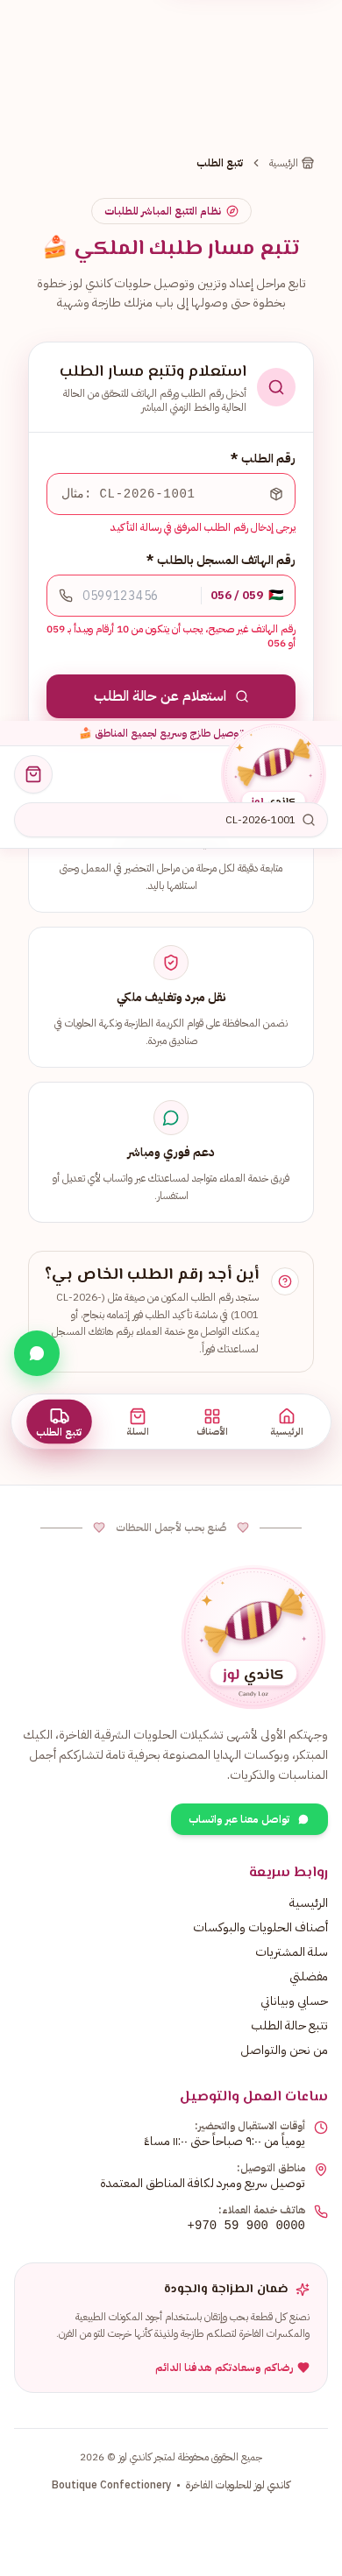 الرئيسية > تتبع الطلب
نظام التتبع المباشر للطلبات
تتبع مسار طلبك الملكي 🍰
تابع مراحل إعداد وتزيين وتوصيل حلويات كاندي لوز خطوة
بخطوة حتى وصولها إلى باب منزلك طازجة وشهية
استعلام وتتبع مسار الطلب
أدخل رقم الطلب ورقم الهاتف للتحقق من الحالة
الحالية والخط الزمني المباشر
رقم الطلب *
مثال: CL-2026-1001
يرجى إدخال رقم الطلب المرفق في رسالة التأكيد
رقم الهاتف المسجل بالطلب *
🇵🇸 059 / 056
0599123456
رقم الهاتف غير صحيح، يجب أن يتكون من 10 أرقام ويبدأ بـ 059
أو 056
استعلام عن حالة الطلب
توصيل طازج وسريع لجميع المناطق 🍰
كاندي لوز
CL-2026-1001
متابعة دقيقة لكل مرحلة من مراحل التحضير في المعمل وحتى
استلامها باليد.
نقل مبرد وتغليف ملكي
نضمن المحافظة على قوام الكريمة الطازجة ونكهة الحلويات في
صناديق مبردة.
دعم فوري ومباشر
فريق خدمة العملاء متواجد لمساعدتك عبر واتساب لأي تعديل أو
استفسار.
أين أجد رقم الطلب الخاص بي؟
ستجد رقم الطلب المكون من صيغة مثل (CL-2026-
1001) في شاشة تأكيد الطلب فور إتمامه بنجاح، أو
يمكنك التواصل مع خدمة العملاء برقم هاتفك المسجل
لمساعدتك فوراً.
الرئيسية
الأصناف
السلة
تتبع الطلب
صُنع بحب لأجمل اللحظات
كاندي لوز
Candy Loz
وجهتكم الأولى لأشهى تشكيلات الحلويات الشرقية الفاخرة، الكيك
المبتكر، وبوكسات الهدايا المصنوعة بحرفية تامة لتشارككم أجمل
المناسبات والذكريات.
تواصل معنا عبر واتساب
روابط سريعة
الرئيسية
أصناف الحلويات والبوكسات
سلة المشتريات
مفضلتي
حسابي وبياناتي
تتبع حالة الطلب
من نحن والتواصل
ساعات العمل والتوصيل
أوقات الاستقبال والتحضير:
يومياً من ٩:٠٠ صباحاً حتى ١١:٠٠ مساءً
مناطق التوصيل:
توصيل سريع ومبرد لكافة المناطق المعتمدة
هاتف خدمة العملاء:
+970 59 900 0000
ضمان الطزاجة والجودة
نصنع كل قطعة بحب وإتقان باستخدام أجود المكونات الطبيعية
والمكسرات الفاخرة لتصلكم طازجة ولذيذة كأنها خرجت للتو من الفرن.
رضاكم وسعادتكم هدفنا الدائم
جميع الحقوق محفوظة لمتجر كاندي لوز © 2026
كاندي لوز للحلويات الفاخرة • Boutique Confectionery